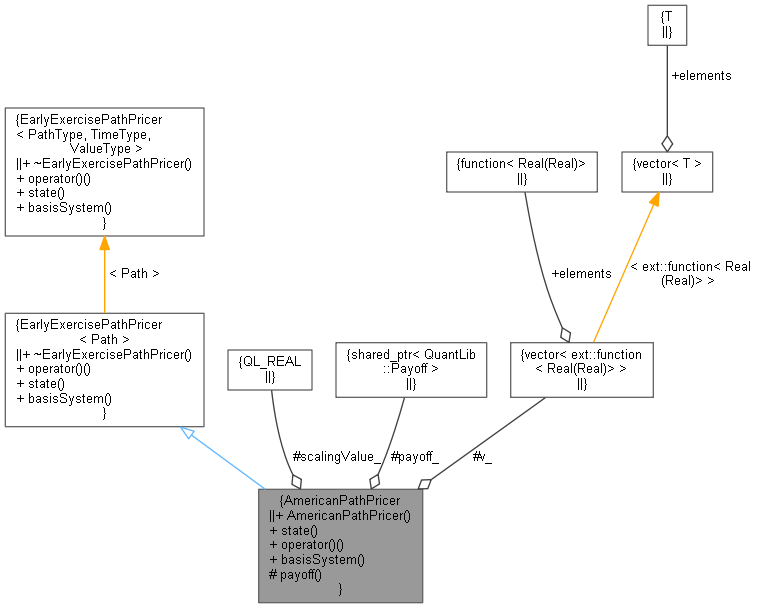 {T
||}
+elements
{EarlyExercisePathPricer
< PathType, TimeType,
ValueType >
||+ ~EarlyExercisePathPricer()
+ operator()()
+ state()
+ basisSystem()
}
{function< Real(Real)>
||}
{vector< T >
||}
< Path >
+elements
< ext::function< Real
(Real)> >
{EarlyExercisePathPricer
< Path >
||+ ~EarlyExercisePathPricer()
+ operator()()
+ state()
+ basisSystem()
}
{QL_REAL
||}
{shared_ptr< QuantLib
::Payoff >
||}
{vector< ext::function
< Real(Real)> >
||}
#scalingValue_
#payoff_
#v_
{AmericanPathPricer
||+ AmericanPathPricer()
+ state()
+ operator()()
+ basisSystem()
# payoff()
}